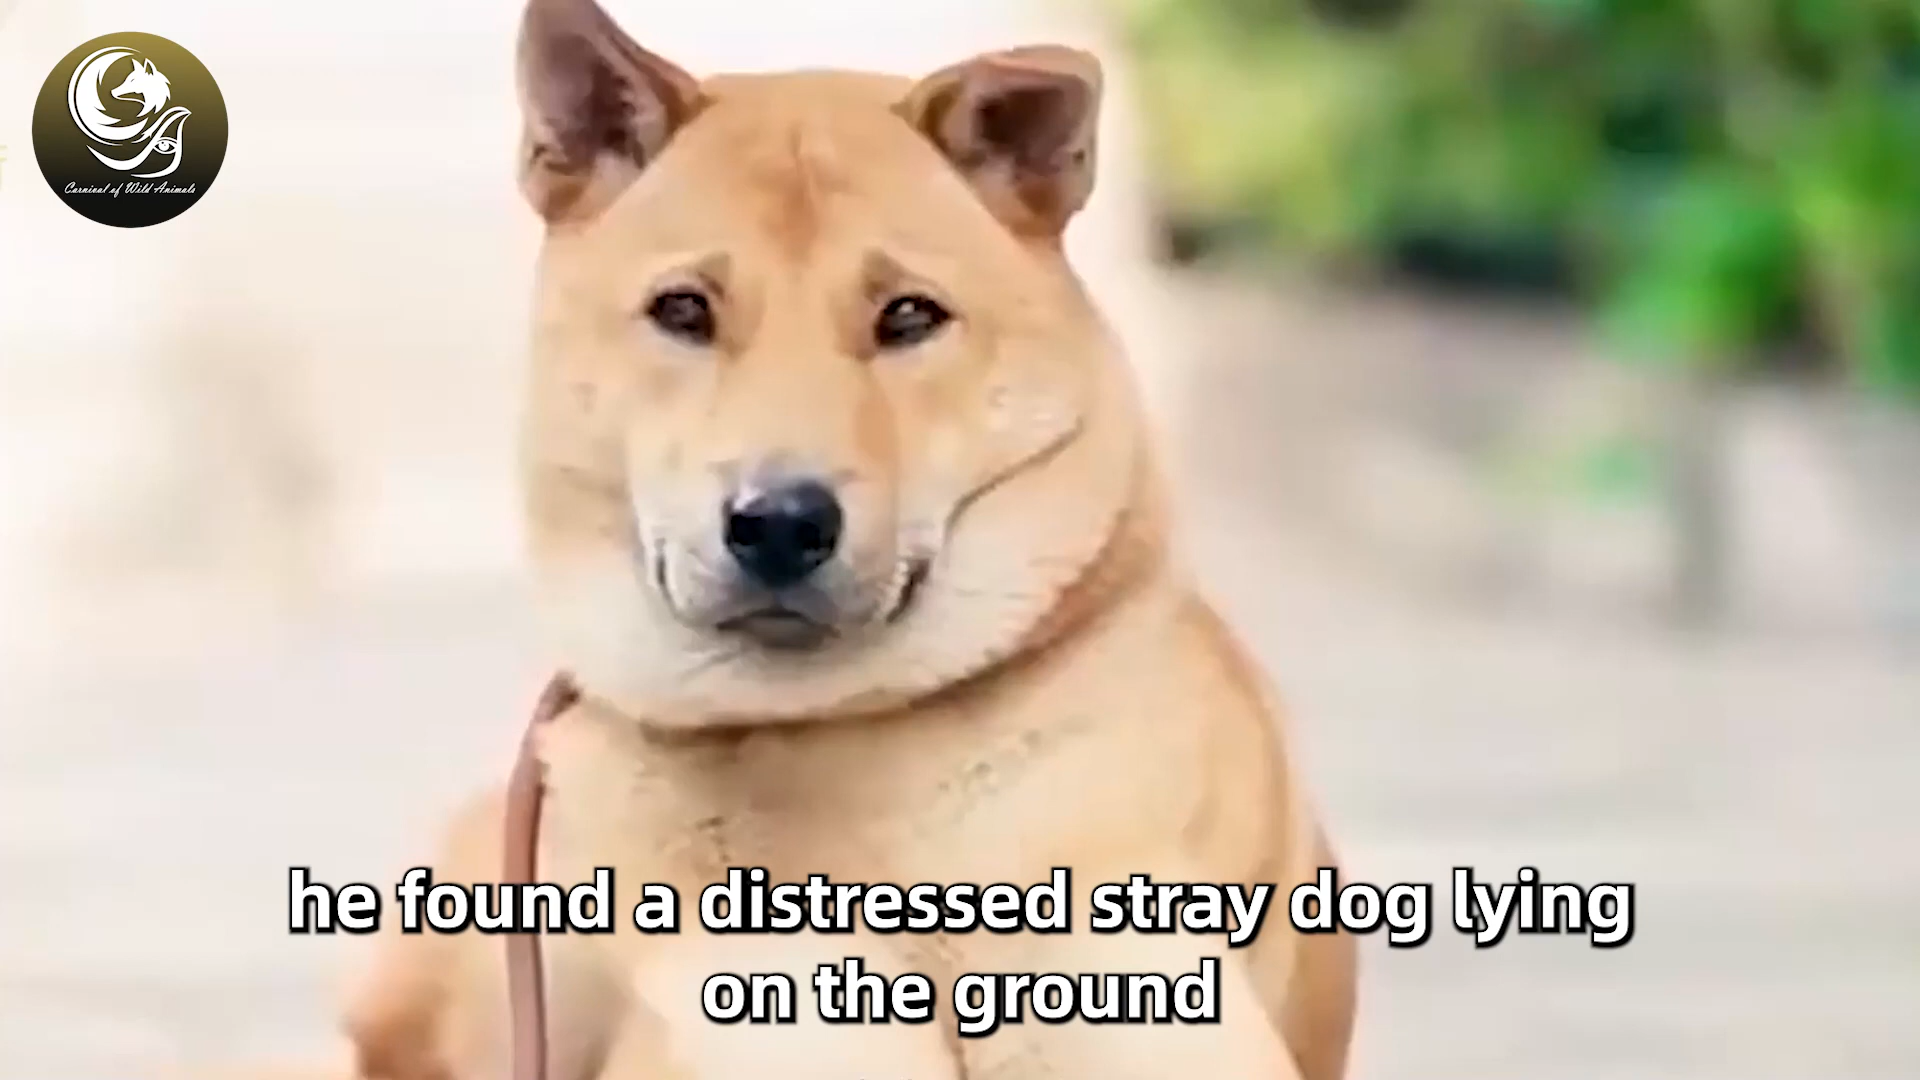 Carnival of Wild Animals
he found a distressed stray dog lying
on the ground